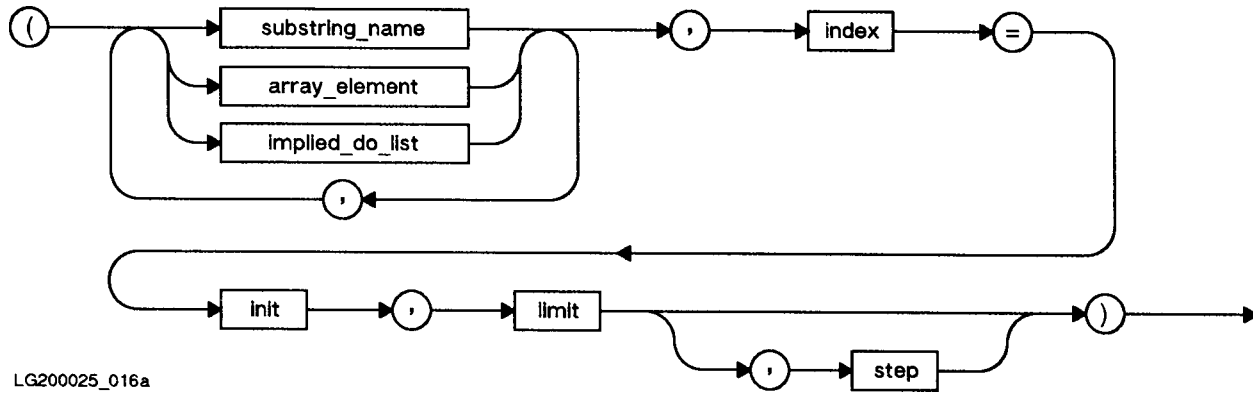 ( substring_name , index =
array_element
implied_do_list
,
init , limit )
, step
LG200025_016a